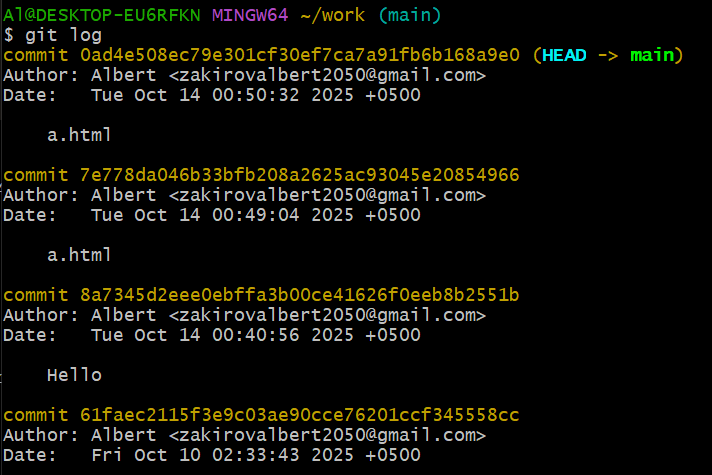 Al@DESKTOP-EU6RFKN MINGW64 ~/work (main)
$ git log
commit 0ad4e508ec79e301cf30ef7ca7a91fb6b168a9e0 (HEAD -> main)
Author: Albert <zakirovalbert2050@gmail.com>
Date:   Tue Oct 14 00:50:32 2025 +0500
    a.html
commit 7e778da046b33bfb208a2625ac93045e20854966
Author: Albert <zakirovalbert2050@gmail.com>
Date:   Tue Oct 14 00:49:04 2025 +0500
    a.html
commit 8a7345d2eee0ebffa3b00ce41626f0eeb8b2551b
Author: Albert <zakirovalbert2050@gmail.com>
Date:   Tue Oct 14 00:40:56 2025 +0500
    Hello
commit 61faec2115f3e9c03ae90cce76201ccf345558cc
Author: Albert <zakirovalbert2050@gmail.com>
Date:   Fri Oct 10 02:33:43 2025 +0500